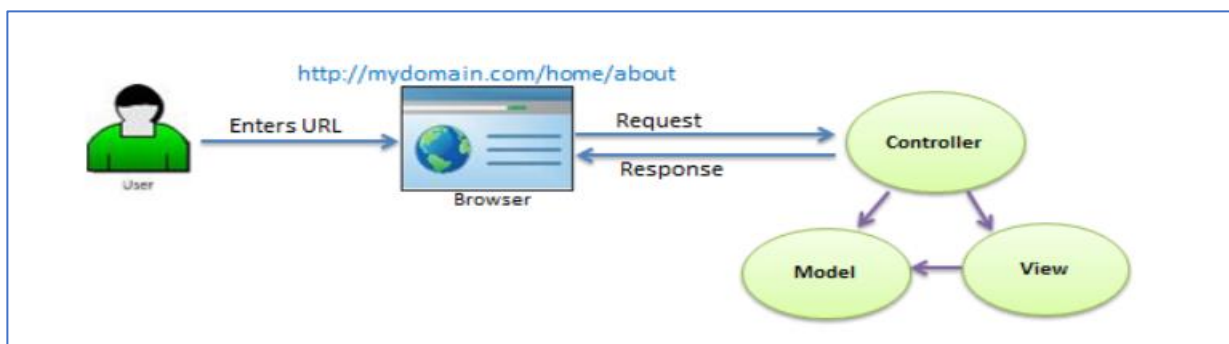 http://mydomain.com/home/about
Enters URL
Request
Controller
Response
User
Browser
Model
View